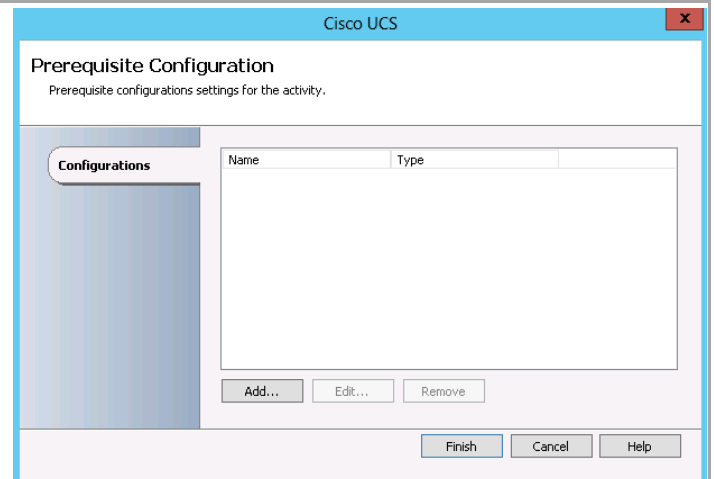 Cisco UCS
x
Prerequisite Configuration
Prerequisite configurations settings for the activity.
Configurations
Name Type
Add... Edit... Remove
Finish Cancel Help